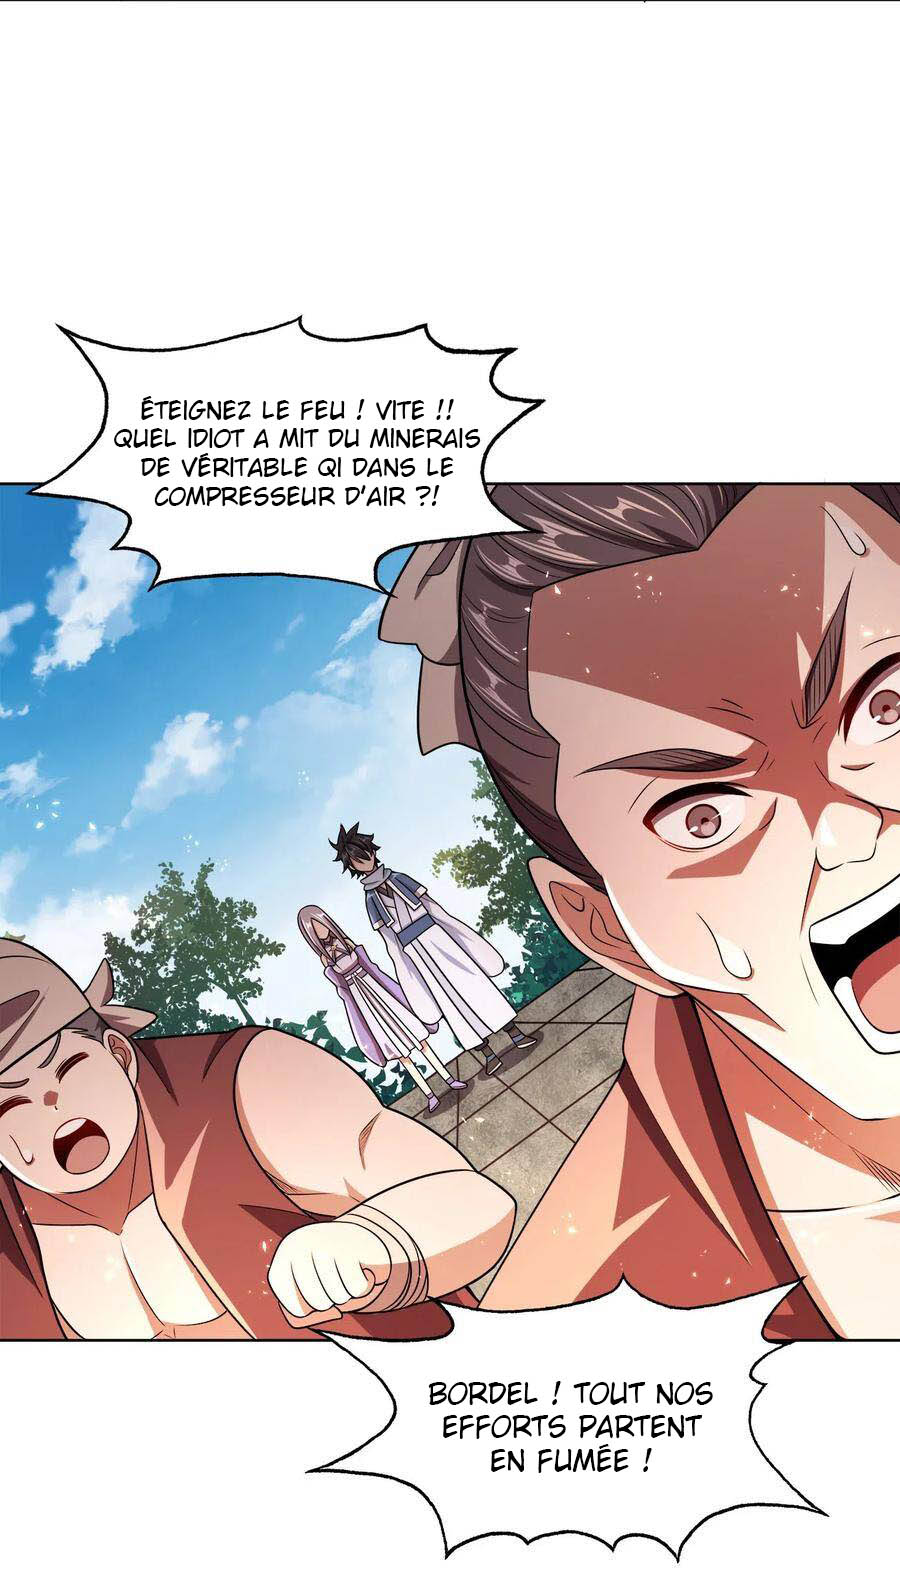 ÉTEIGNEZ LE FEU ! VITE !!
QUEL IDIOT A MIT DU MINERAIS
DE VÉRITABLE QI DANS LE
COMPRESSEUR D'AIR ?!
BORDEL ! TOUT NOS
EFFORTS PARTENT
EN FUMÉE !